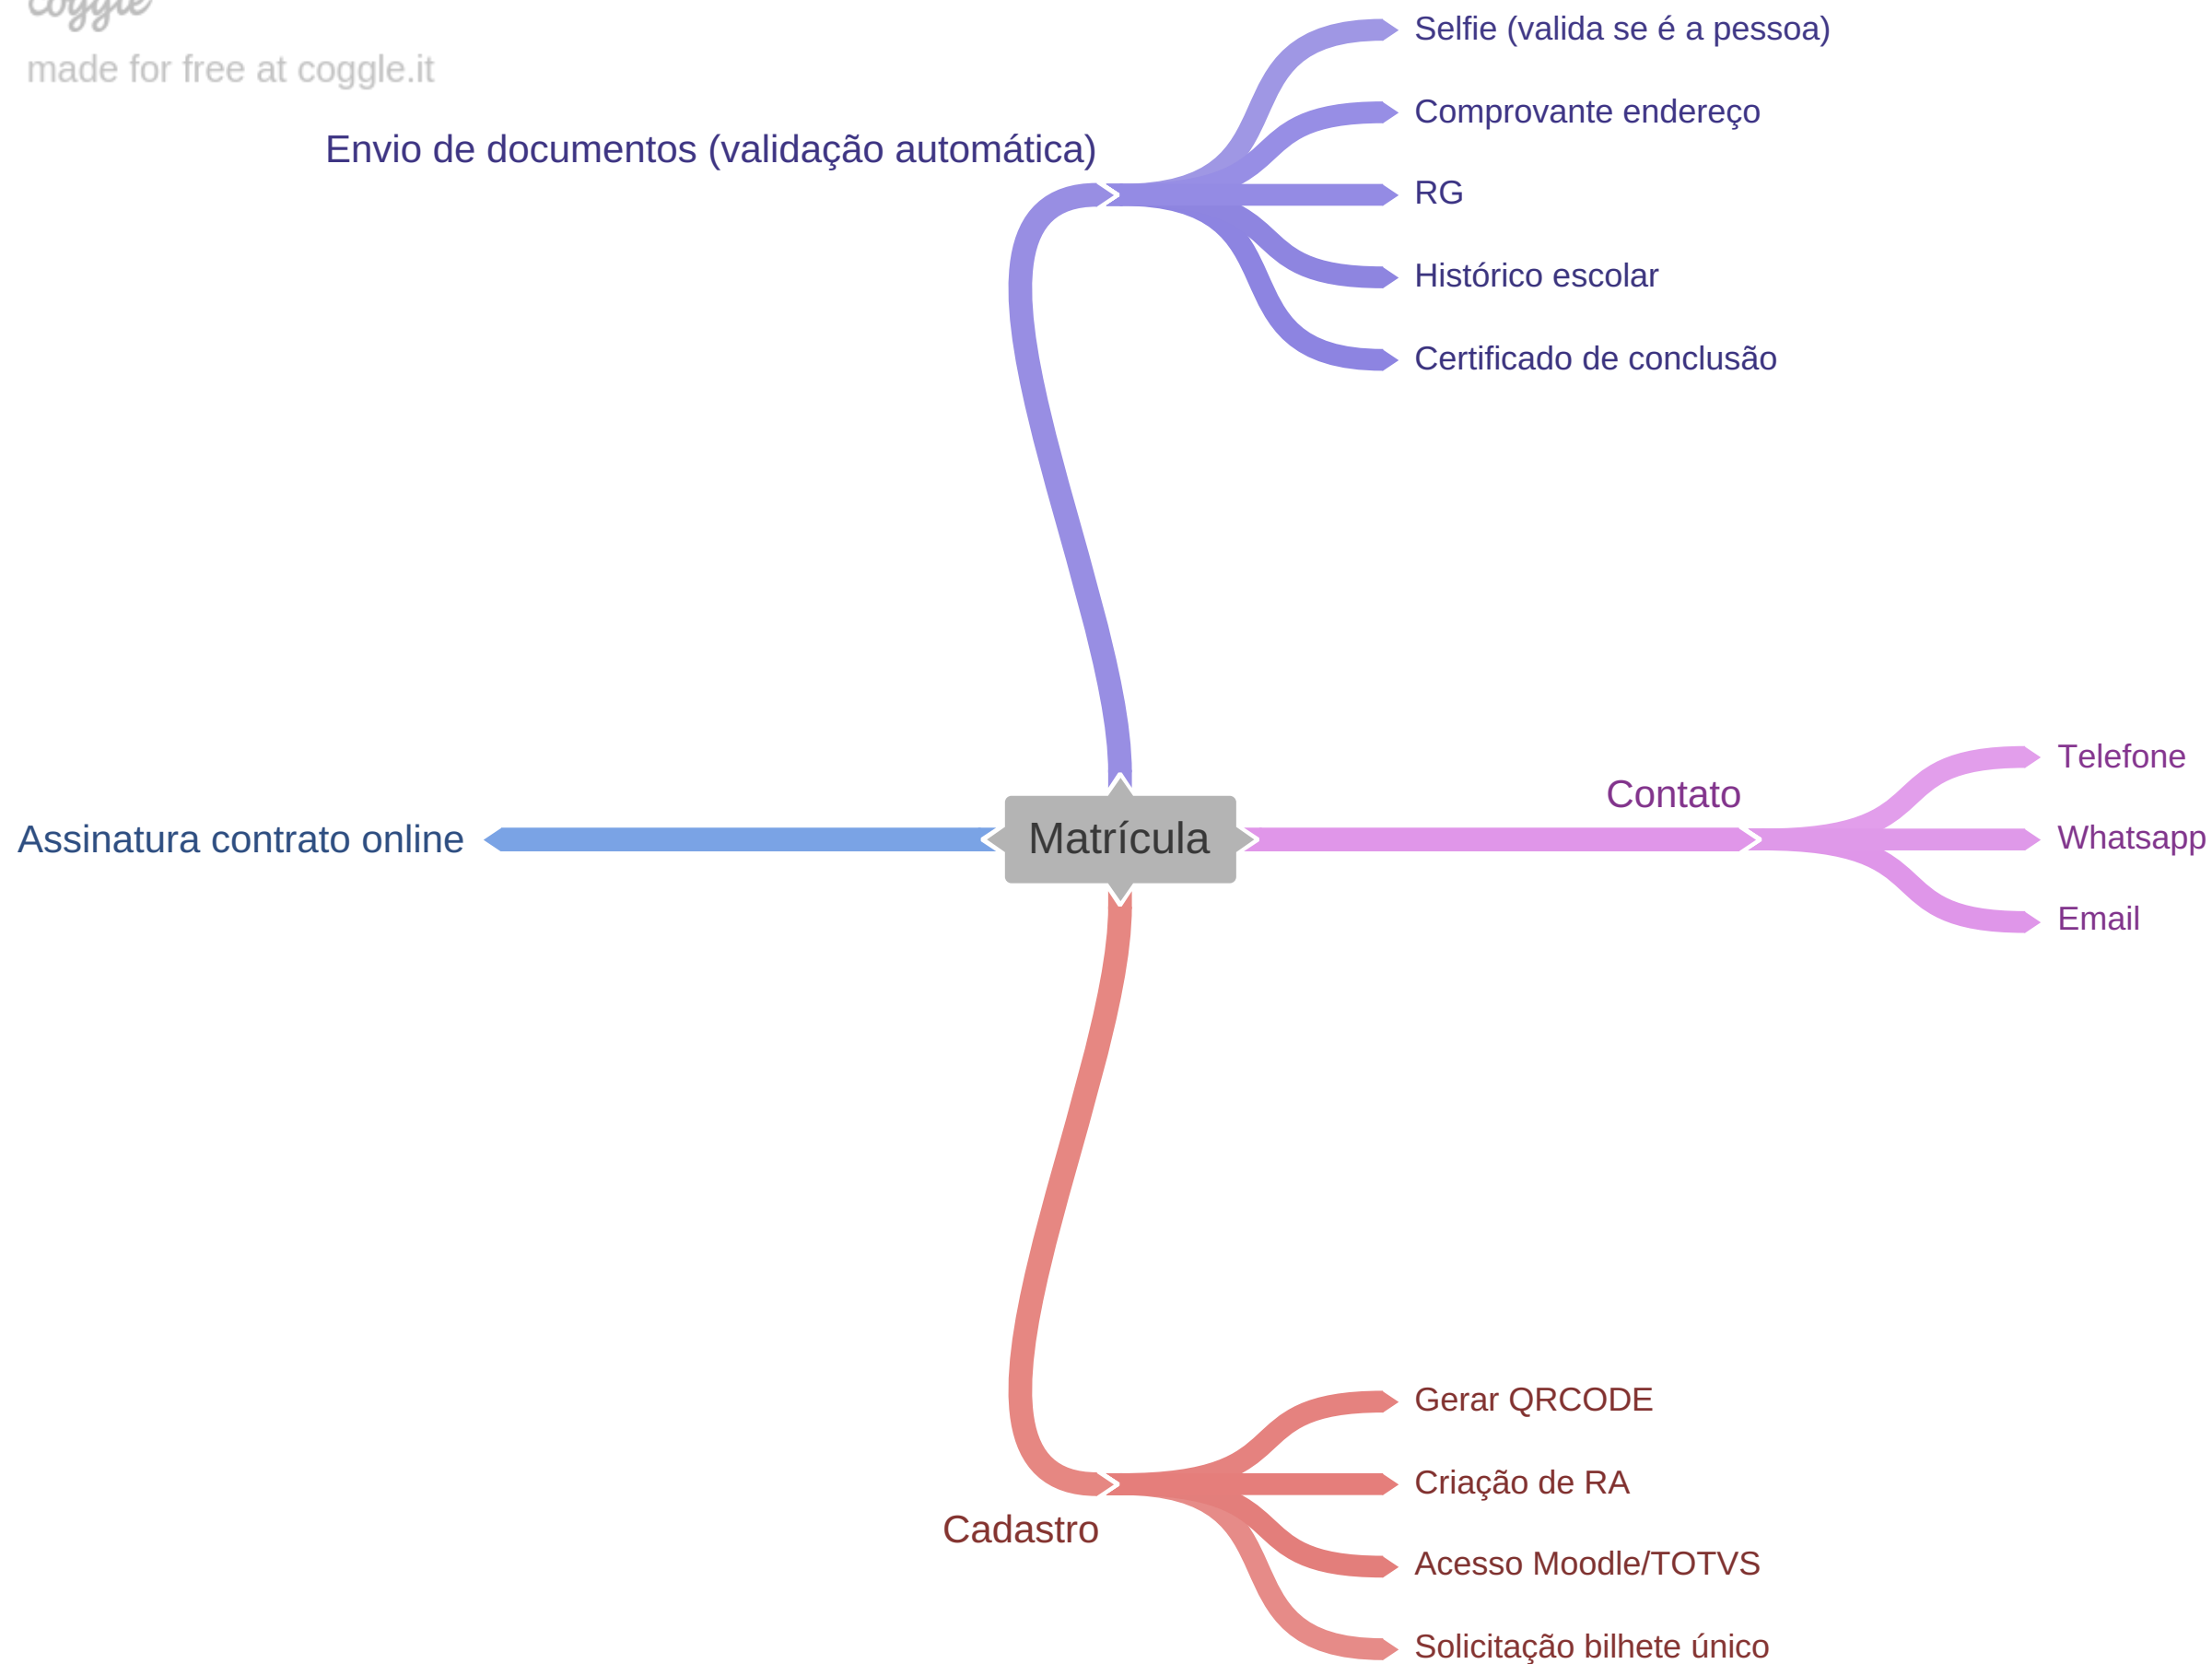 coggle
made for free at coggle.it
Envio de documentos (validação automática)
Selfie (valida se é a pessoa)
Comprovante endereço
RG
Histórico escolar
Certificado de conclusão
Assinatura contrato online
Matrícula
Contato
Telefone
Whatsapp
Email
Cadastro
Gerar QRCODE
Criação de RA
Acesso Moodle/TOTVS
Solicitação bilhete único